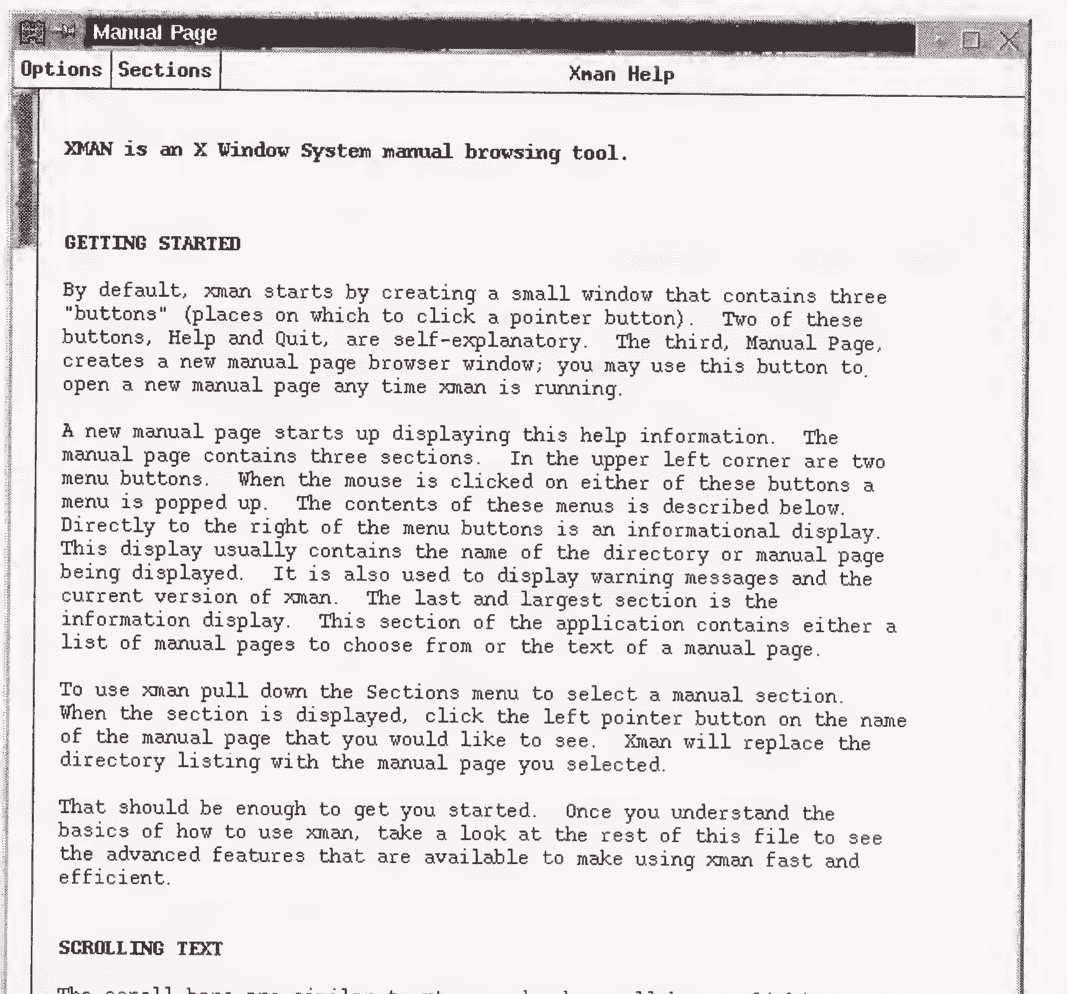 Manual Page
Options Sections Xman Help
XMAN is an X Window System manual browsing tool.
GETTING STARTED
By default, xman starts by creating a small window that contains three
"buttons" (places on which to click a pointer button).  Two of these
buttons, Help and Quit, are self-explanatory.  The third, Manual Page,
creates a new manual page browser window; you may use this button to
open a new manual page any time xman is running.
A new manual page starts up displaying this help information.  The
manual page contains three sections.  In the upper left corner are two
menu buttons.  When the mouse is clicked on either of these buttons a
menu is popped up.  The contents of these menus is described below.
Directly to the right of the menu buttons is an informational display.
This display usually contains the name of the directory or manual page
being displayed.  It is also used to display warning messages and the
current version of xman.  The last and largest section is the
information display.  This section of the application contains either a
list of manual pages to choose from or the text of a manual page.
To use xman pull down the Sections menu to select a manual section.
When the section is displayed, click the left pointer button on the name
of the manual page that you would like to see.  Xman will replace the
directory listing with the manual page you selected.
That should be enough to get you started.  Once you understand the
basics of how to use xman, take a look at the rest of this file to see
the advanced features that are available to make using xman fast and
efficient.
SCROLLING TEXT